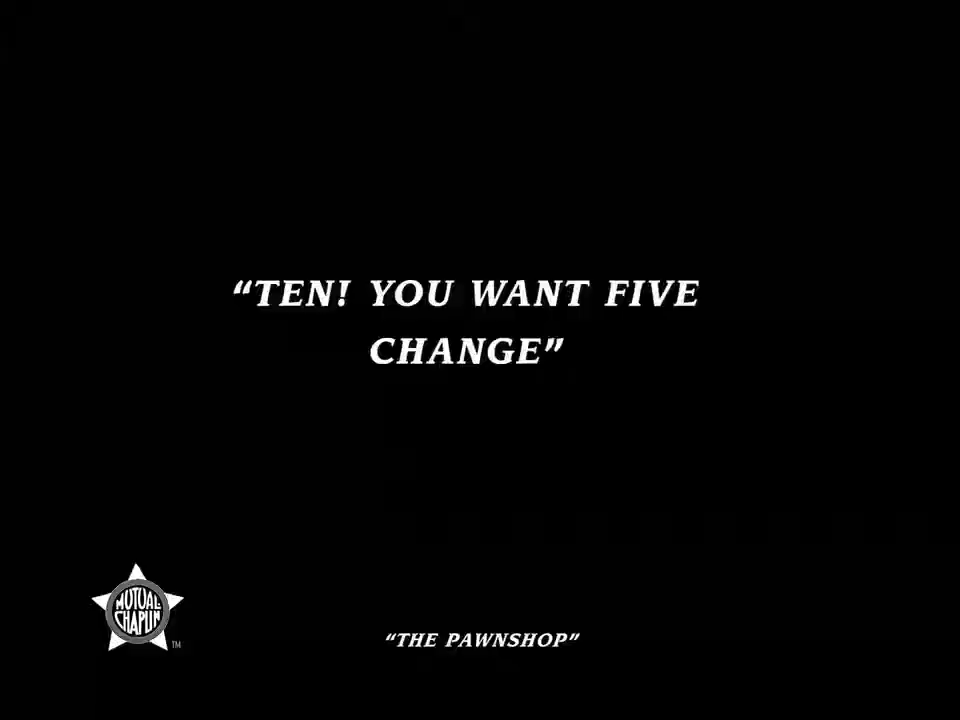 “TEN! YOU WANT FIVE
CHANGE”
MUTUAL-
CHAPLIN
TM
“THE PAWNSHOP”